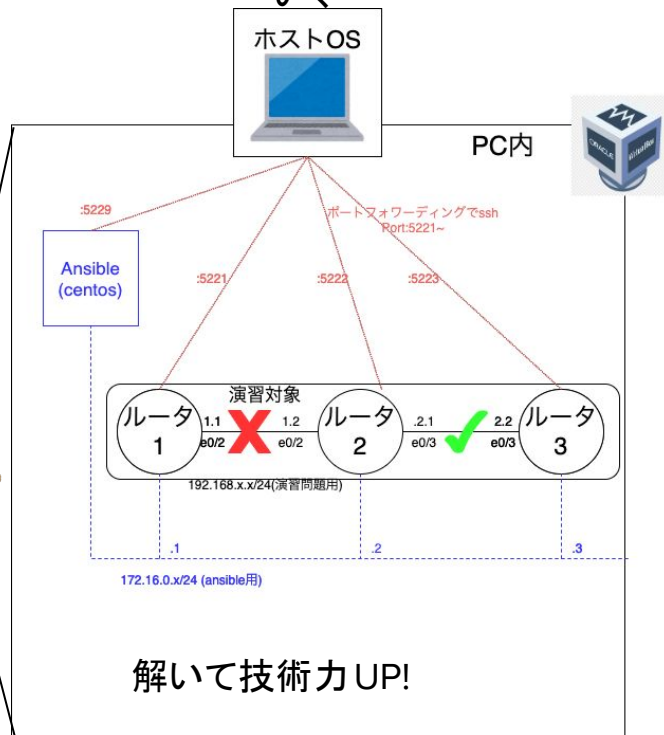 いく
ホストOS
PC内
ORACLE
VirtualBox
:5229
ポートフォワーディングでssh
Port:5221~
Ansible
(centos)
:5221
:5222
:5223
演習対象
ルータ
1
1.1
e0/2
1.2
e0/2
ルータ
2
.2.1
e0/3
2.2
e0/3
ルータ
3
192.168.x.x/24(演習問題用)
.1
.2
.3
172.16.0.x/24 (ansible用)
解いて技術力UP!